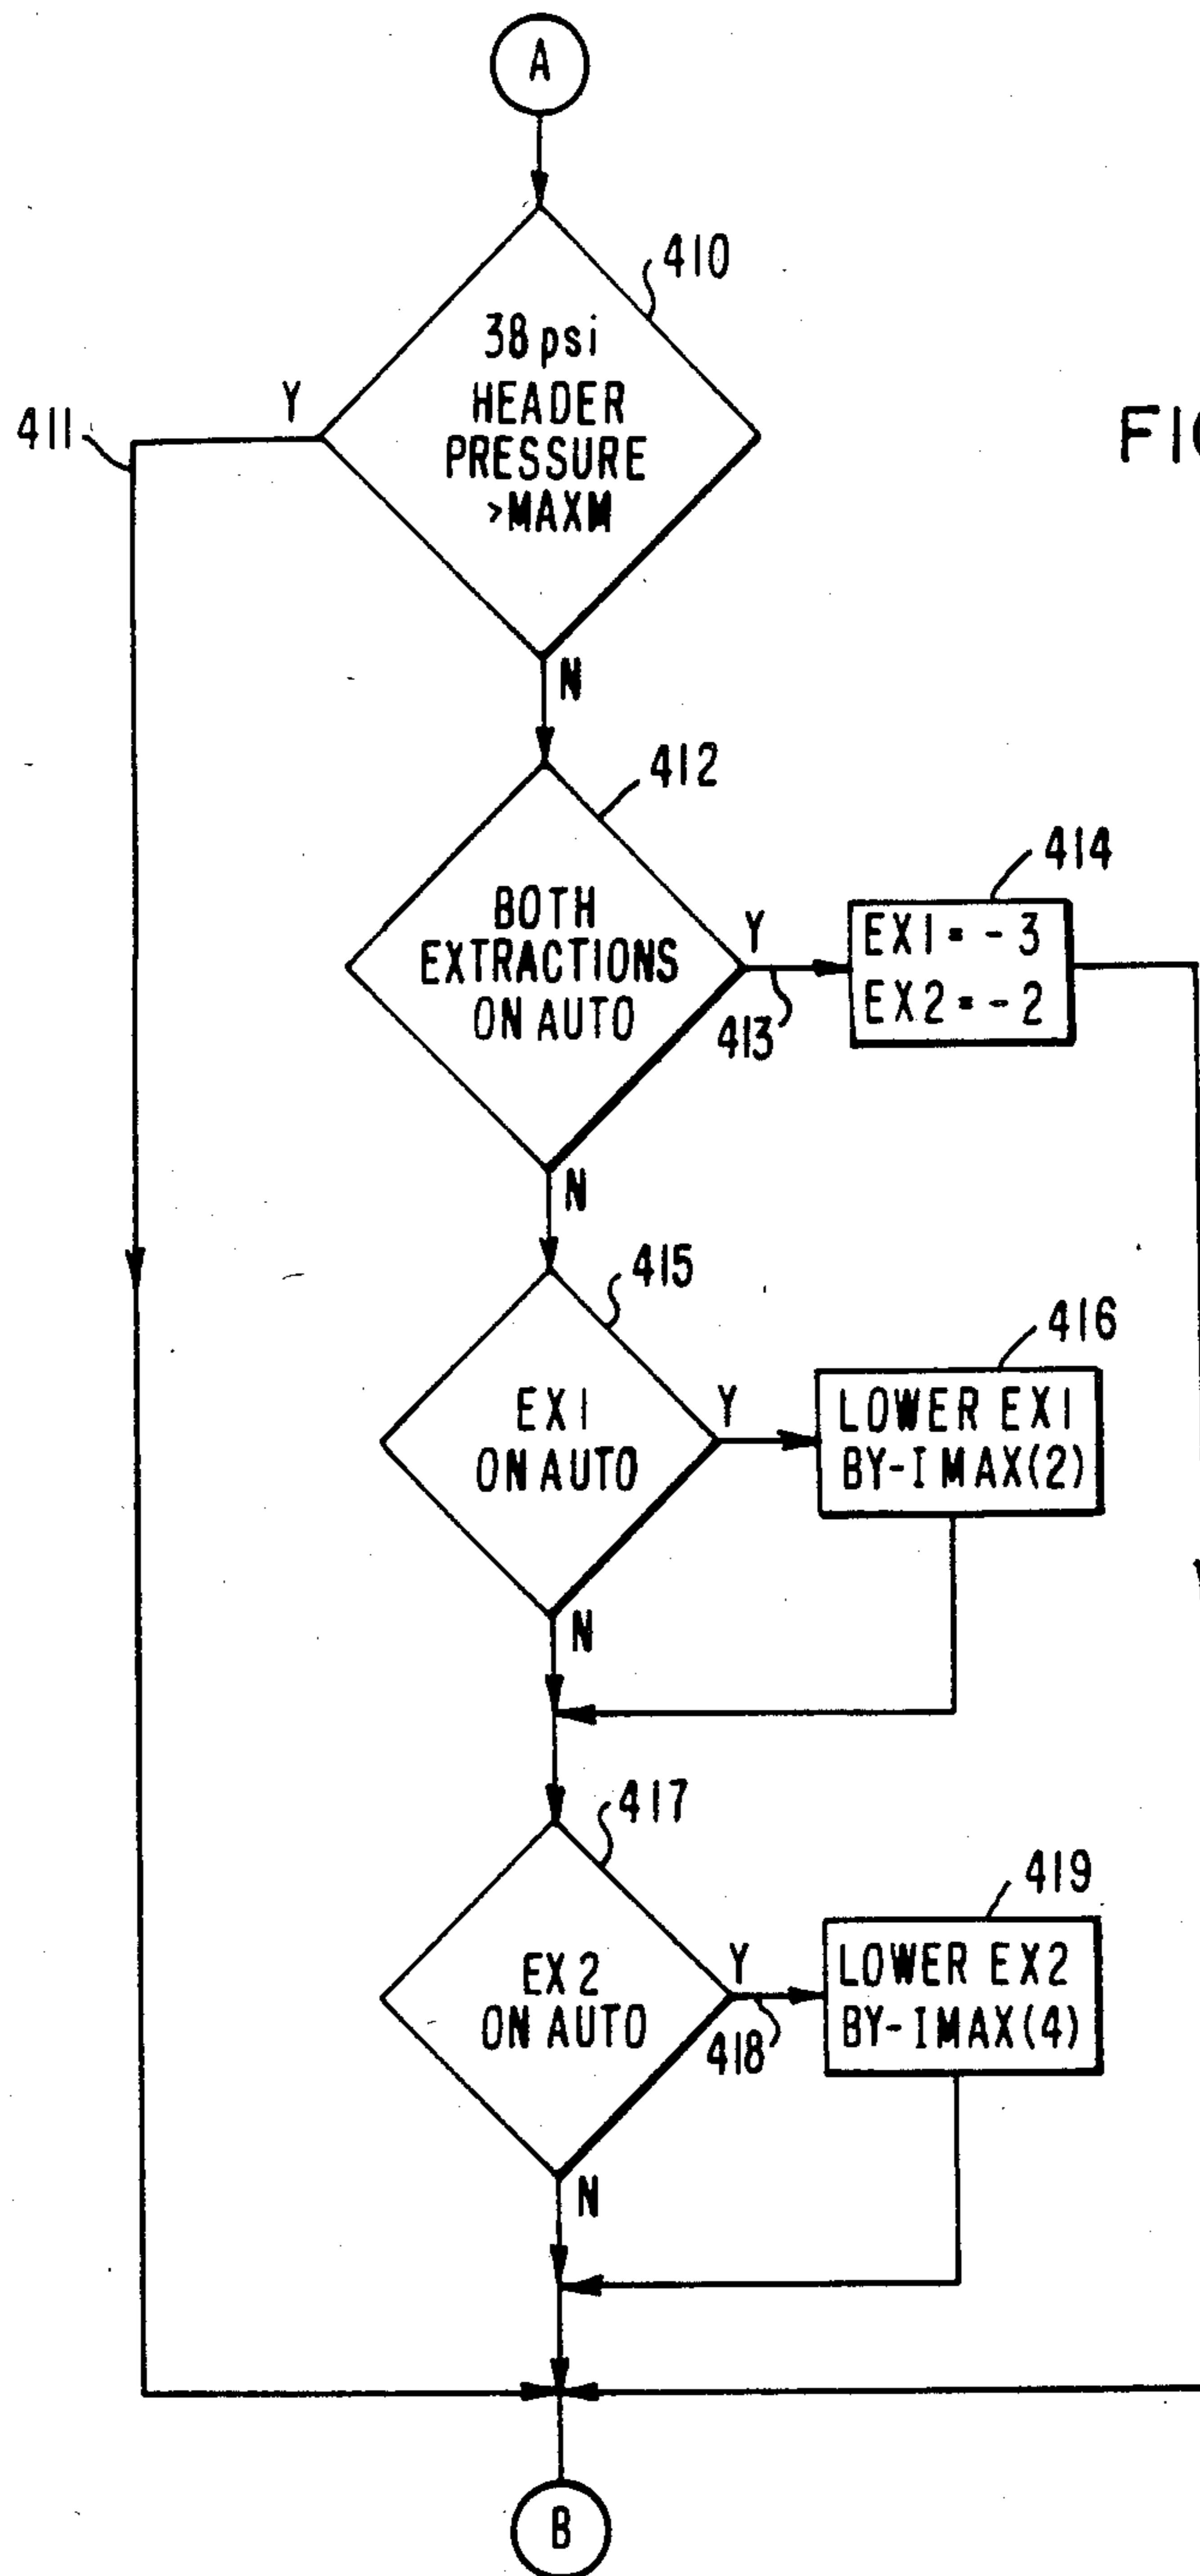 A
410
38 psi
HEADER
PRESSURE
>MAXM
Y
411
FIG
N
412
BOTH
EXTRACTIONS
ON AUTO
Y
413
414
EX1 = -3
EX2 = -2
N
415
EX1
ON AUTO
Y
416
LOWER EX1
BY-IMAX(2)
N
417
EX2
ON AUTO
Y
418
419
LOWER EX2
BY-IMAX(4)
N
B